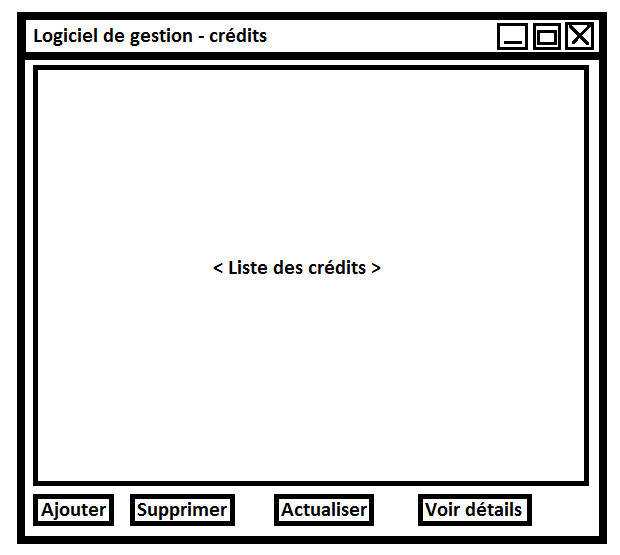 Logiciel de gestion - crédits
< Liste des crédits >
Ajouter Supprimer Actualiser Voir détails